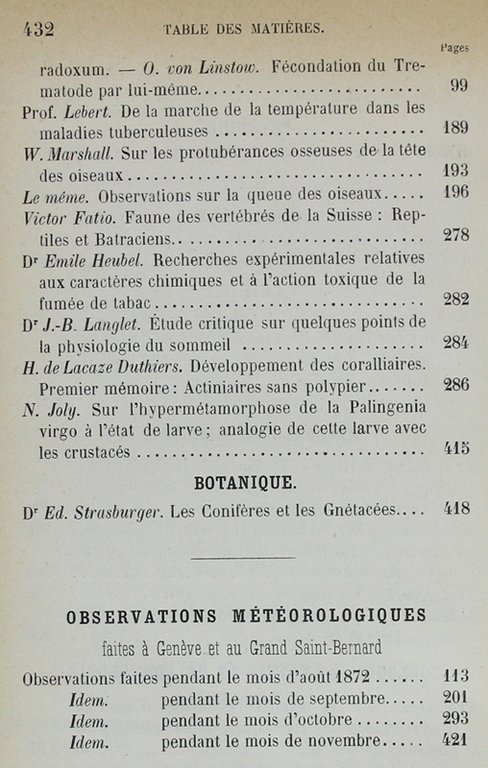 432 TABLE DES MATIÈRES.
Pages
radoxum. — O. von Linstow. Fécondation du Tre-
matode par lui-même........................ 99
Prof. Lebert. De la marche de la température dans les
maladies tuberculeuses ........................ 189
W. Marshall. Sur les protubérances osseuses de la tête
des oiseaux................................ 193
Le même. Observations sur la queue des oiseaux..... 196
Victor Fatio. Faune des vertébrés de la Suisse : Rep-
tiles et Batraciens............................ 278
Dr Emile Heubel. Recherches expérimentales relatives
aux caractères chimiques et à l'action toxique de la
fumée de tabac.............................. 282
Dr J.-B. Langlet. Étude critique sur quelques points de
la physiologie du sommeil .................... 284
H. de Lacaze Duthiers. Développement des coralliaires.
Premier mémoire : Actiniaires sans polypier....... 286
N. Joly. Sur l'hypermétamorphose de la Palingenia
virgo à l'état de larve ; analogie de cette larve avec
les crustacés ................................ 415
BOTANIQUE.
Dr Ed. Strasburger. Les Conifères et les Gnétacées.... 418
OBSERVATIONS MÉTÉOROLOGIQUES
faites à Genève et au Grand Saint-Bernard
Observations faites pendant le mois d'août 1872 ...... 113
Idem. pendant le mois de septembre..... 201
Idem. pendant le mois d'octobre ........ 293
Idem. pendant le mois de novembre..... 421